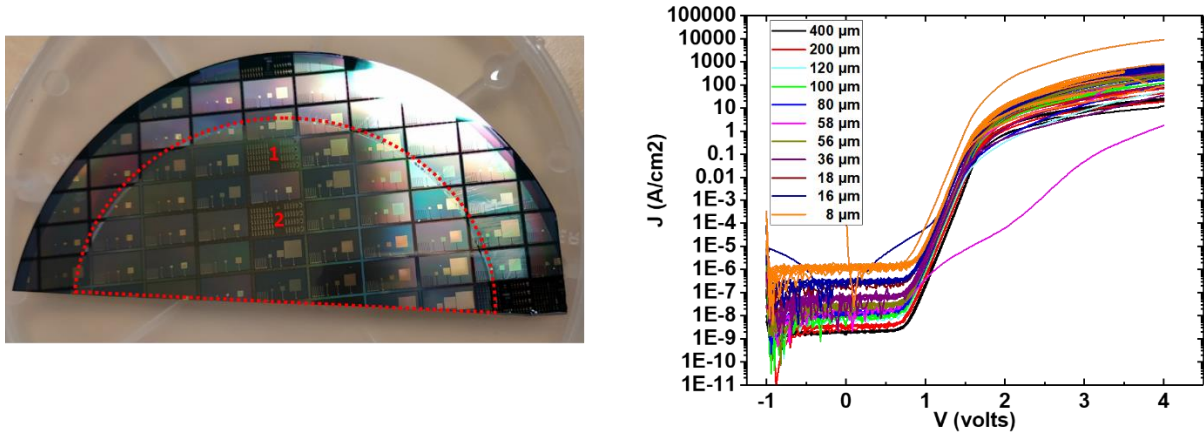 1
2
J (A/cm2)
100000
10000
1000
100
10
1
0.1
0.01
1E-3
1E-4
1E-5
1E-6
1E-7
1E-8
1E-9
1E-10
1E-11
400 µm
200 µm
120 µm
100 µm
80 µm
58 µm
56 µm
36 µm
18 µm
16 µm
8 µm
-1 0 1 2 3 4
V (volts)